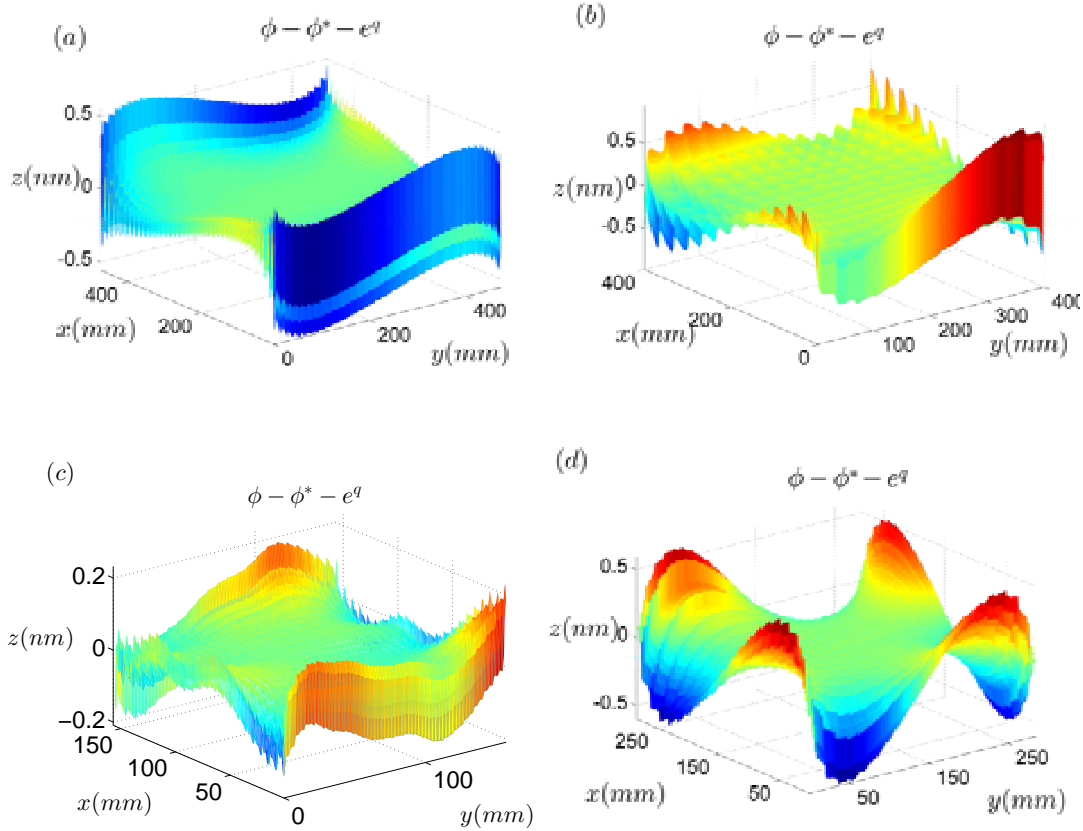 (a)
ϕ − ϕ* − e^q
0.5
0
-0.5
z(nm)
400
200
x(mm)
0
200
400
y(mm)
(b)
ϕ − ϕ* − e^q
0.5
0
-0.5
z(nm)
400
200
0
x(mm)
100
200
300
400
y(mm)
(c)
ϕ − ϕ* − e^q
0.2
0
−0.2
z(nm)
150
100
50
x(mm)
0
100
y(mm)
(d)
ϕ − ϕ* − e^q
0.5
0
-0.5
z(nm)
250
150
50
x(mm)
50
150
250
y(mm)